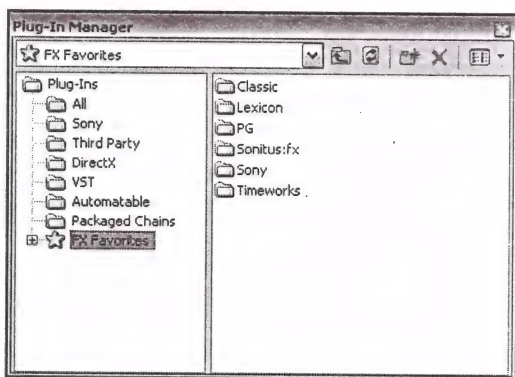 Plug-In Manager
FX Favorites
Plug-Ins
All
Sony
Third Party
DirectX
VST
Automatable
Packaged Chains
FX Favorites
Classic
Lexicon
PG
Sonitus:fx
Sony
Timeworks